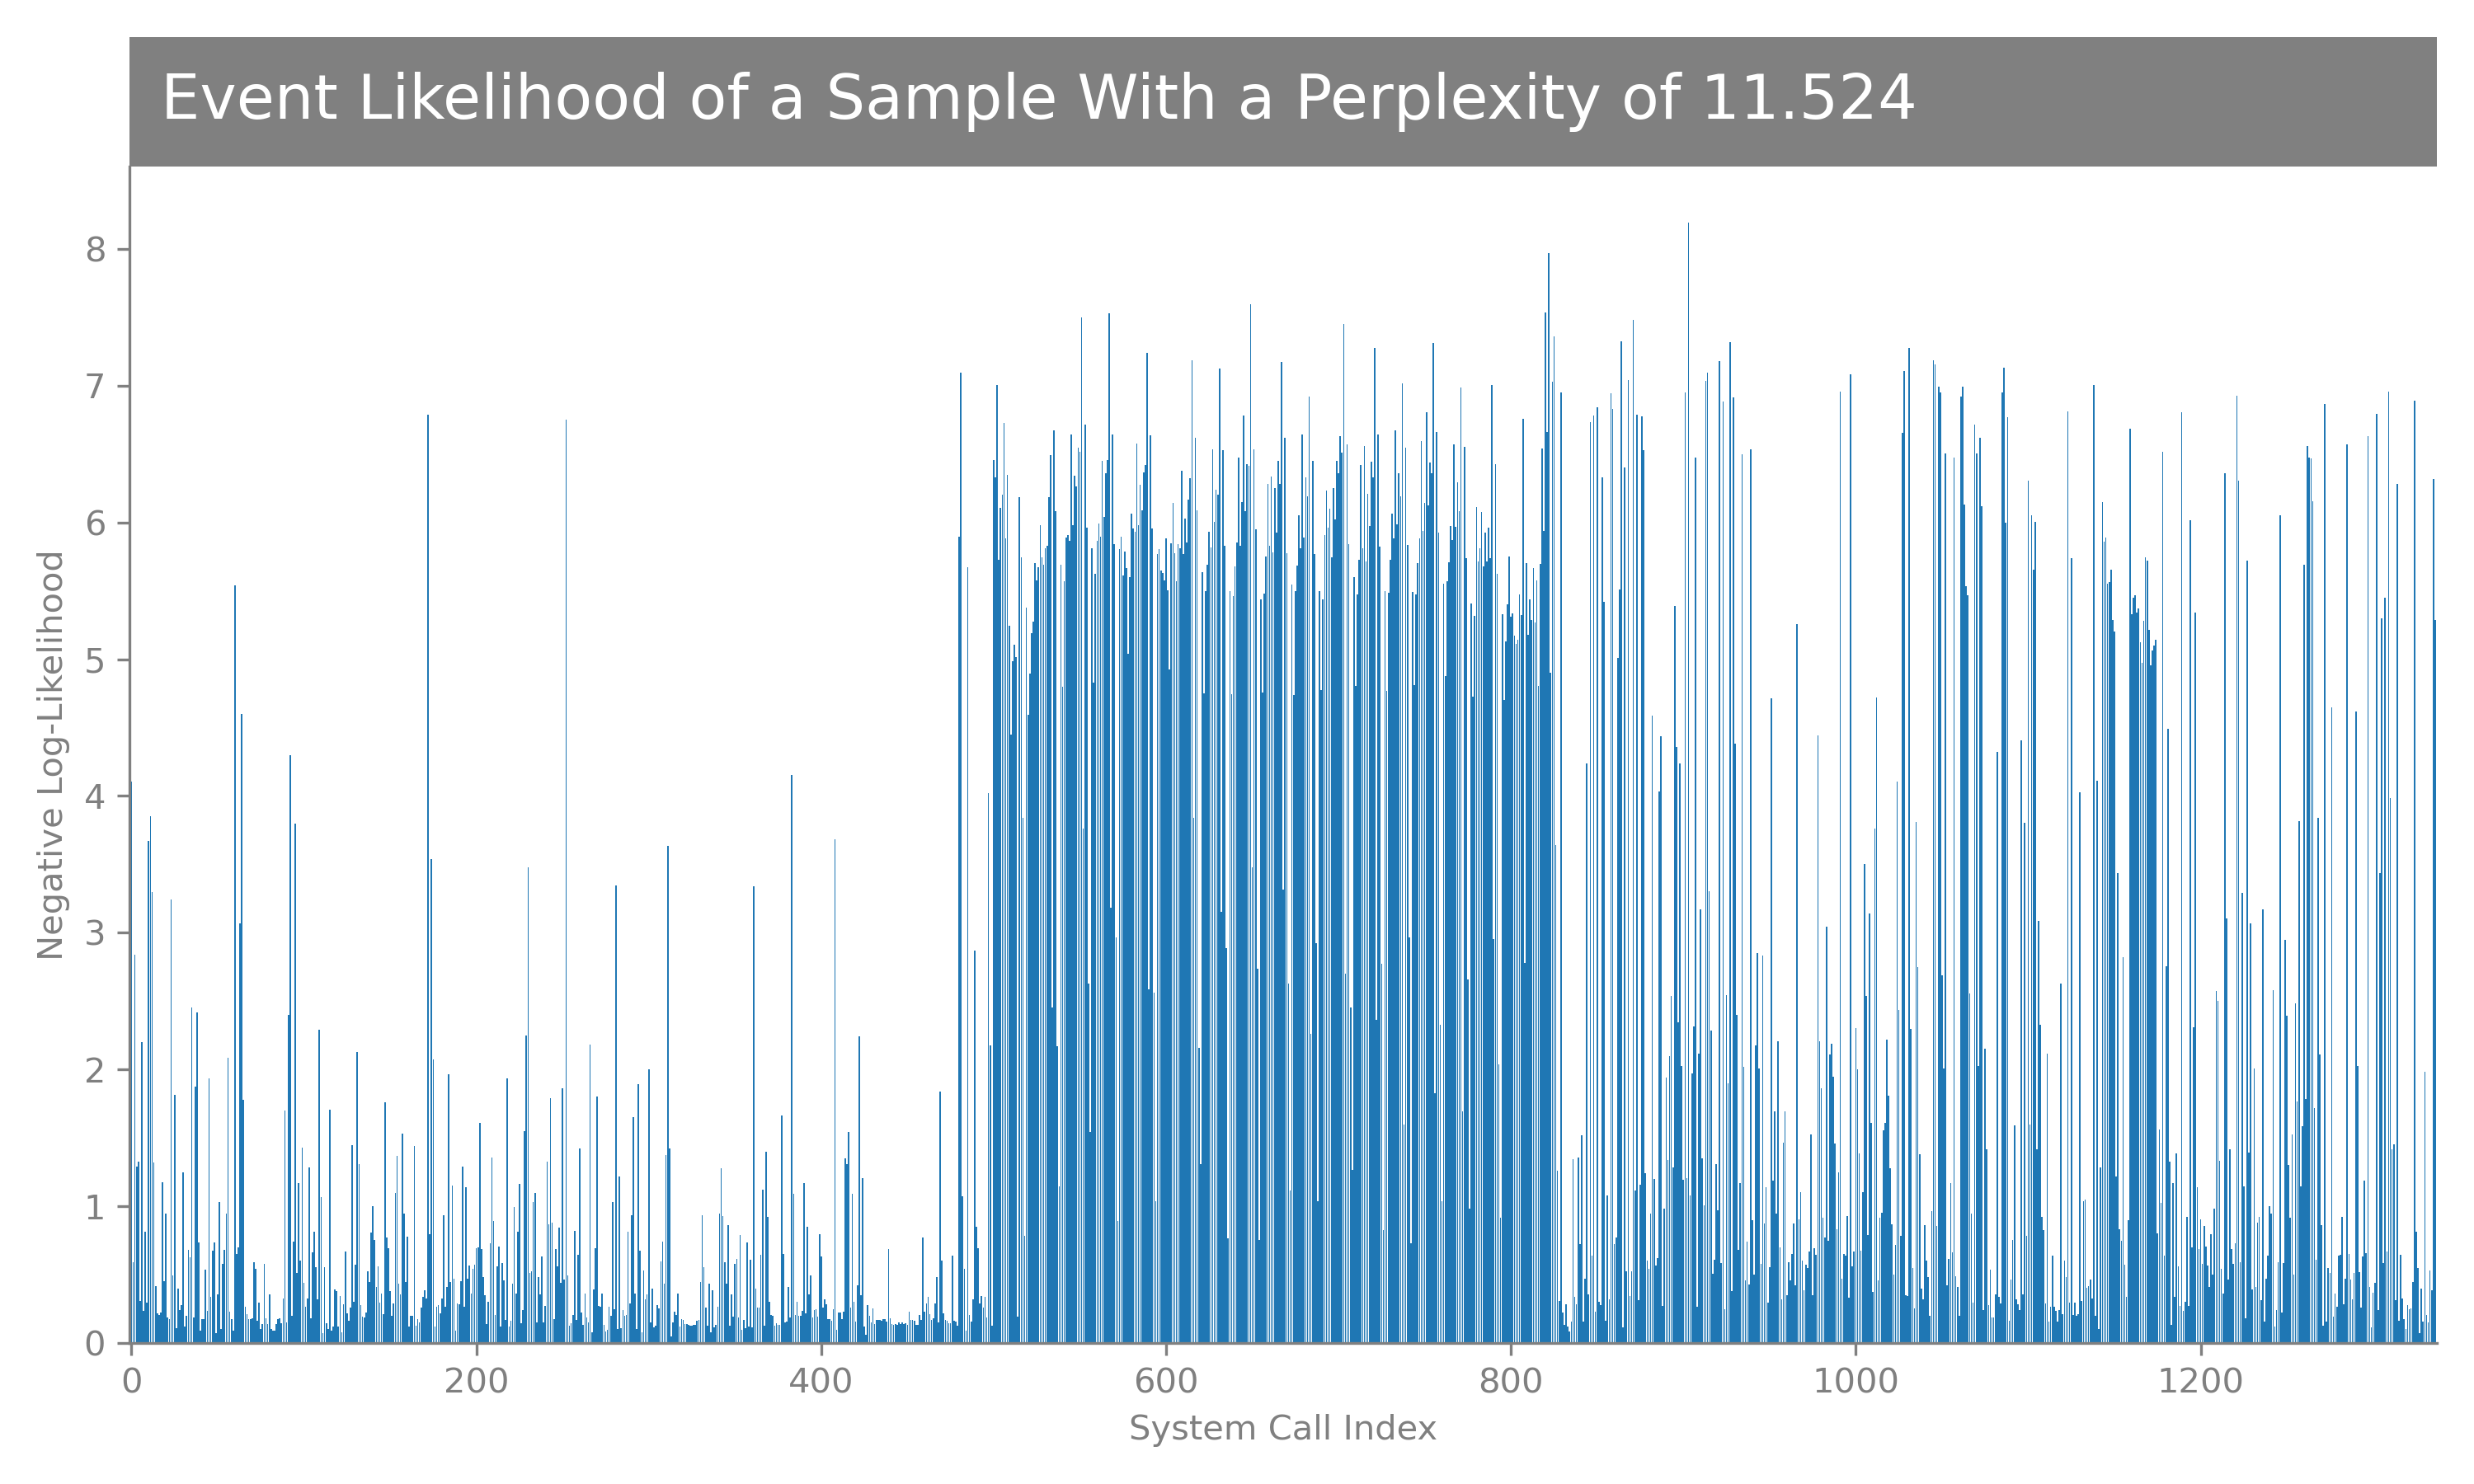 Event Likelihood of a Sample With a Perplexity of 11.524
8
7
6
5
4
3
2
1
0
Negative Log-Likelihood
0 200 400 600 800 1000 1200
System Call Index